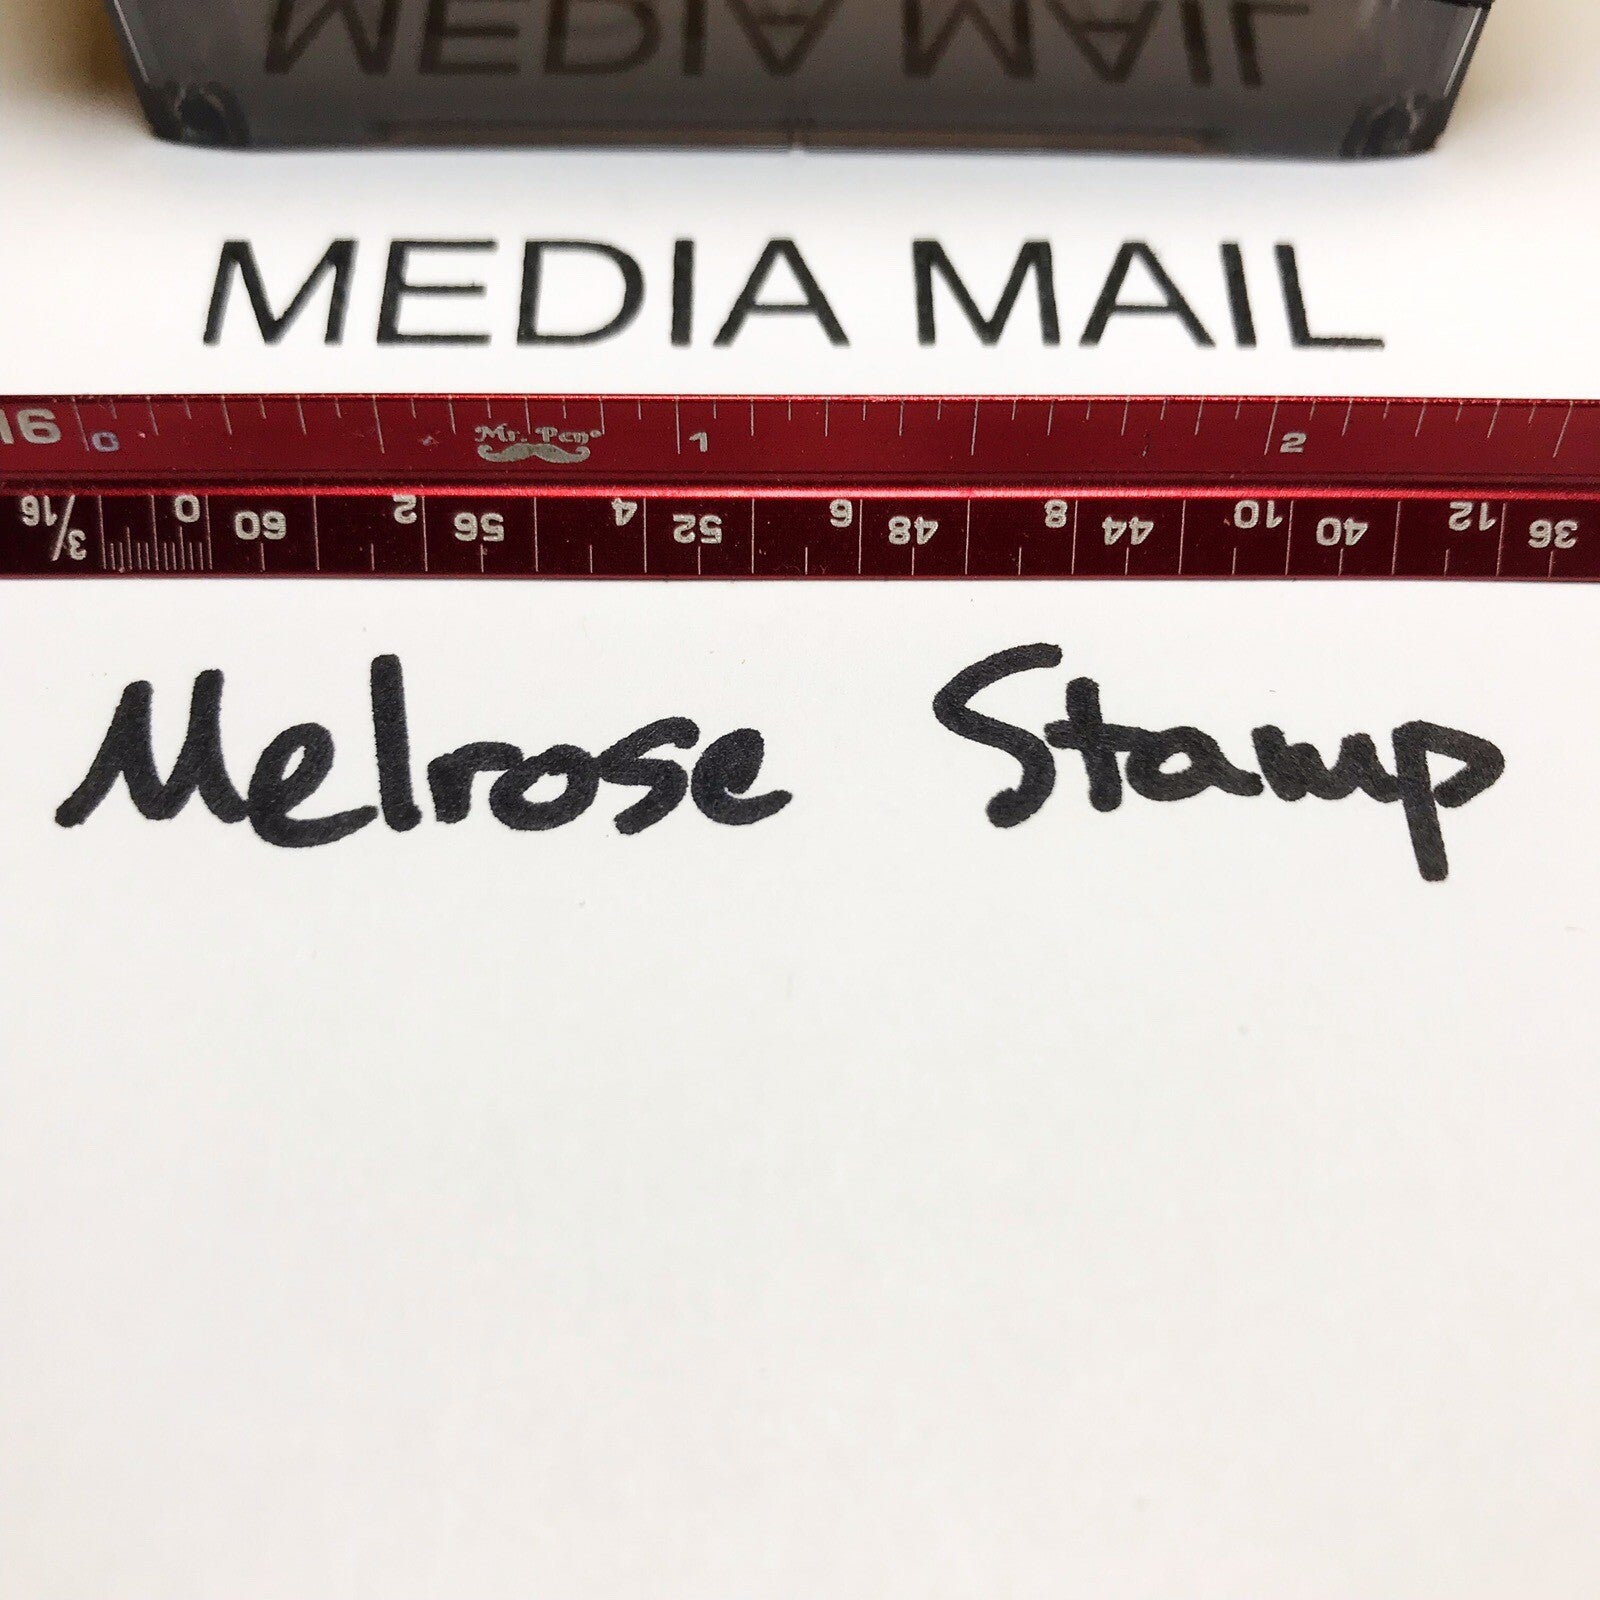 MEDIA MAIL
MEDIA MAIL
16 0 Mr. Pen® 1 2
3/16 0 60 2 56 4 52 6 48 8 44 10 40 12 36
Melrose Stamp